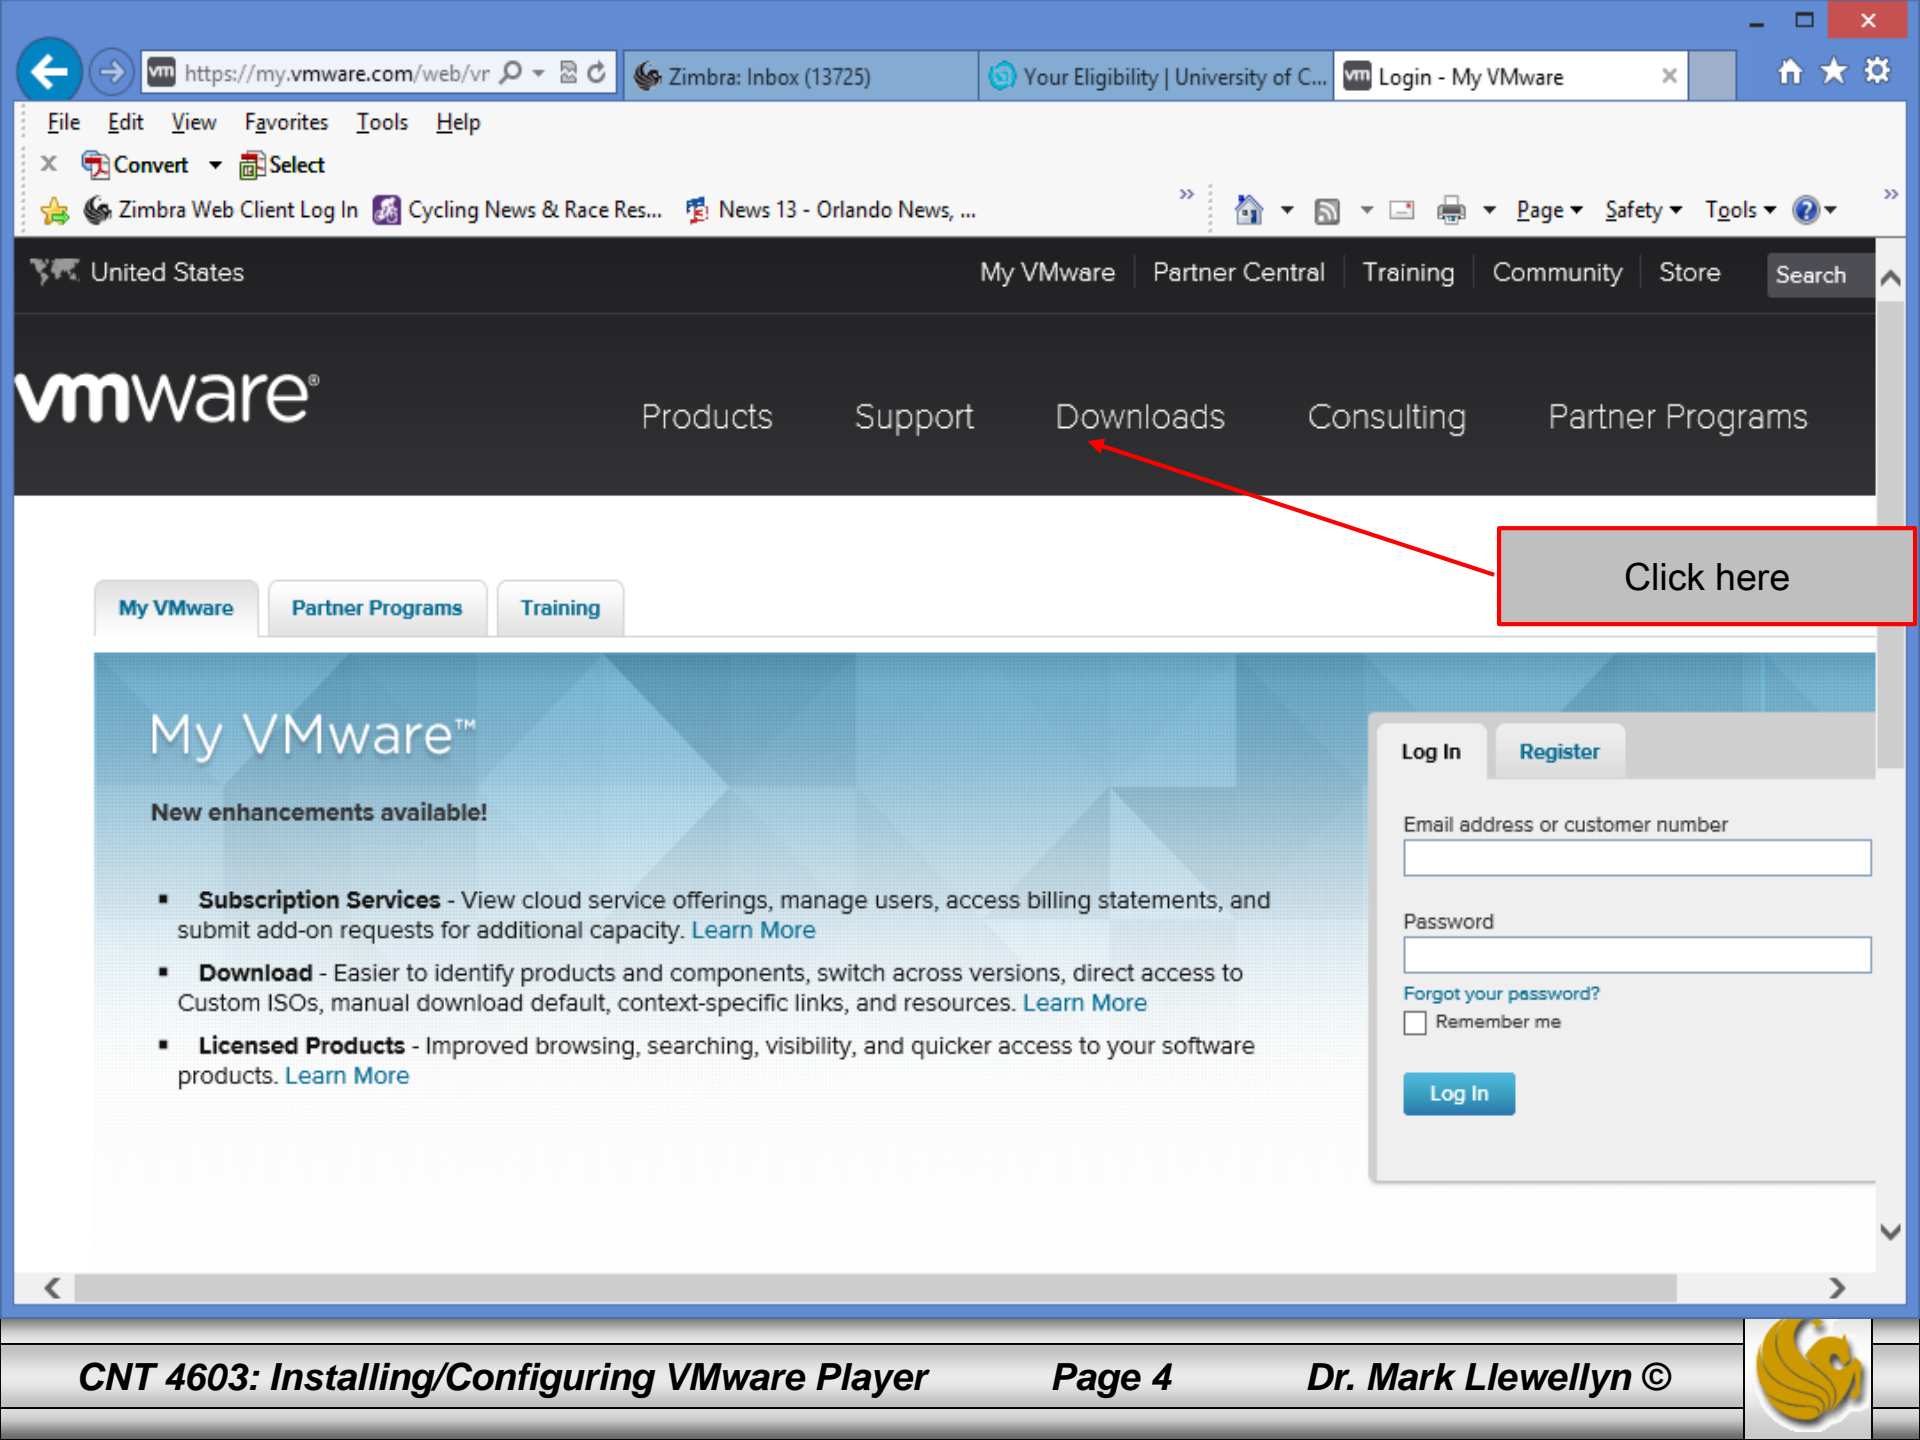 https://my.vmware.com/web/vr
Zimbra: Inbox (13725)
Your Eligibility | University of C...
vm Login - My VMware
File Edit View Favorites Tools Help
Convert Select
Zimbra Web Client Log In Cycling News & Race Res... News 13 - Orlando News, ...
Page Safety Tools
United States My VMware Partner Central Training Community Store Search
vmware®
Products Support Downloads Consulting Partner Programs
Click here
My VMware Partner Programs Training
My VMware™
Log In Register
New enhancements available!
Email address or customer number
▪ Subscription Services - View cloud service offerings, manage users, access billing statements, and
submit add-on requests for additional capacity. Learn More
Password
▪ Download - Easier to identify products and components, switch across versions, direct access to
Custom ISOs, manual download default, context-specific links, and resources. Learn More
Forgot your password?
Remember me
▪ Licensed Products - Improved browsing, searching, visibility, and quicker access to your software
products. Learn More
Log In
CNT 4603: Installing/Configuring VMware Player Page 4 Dr. Mark Llewellyn ©